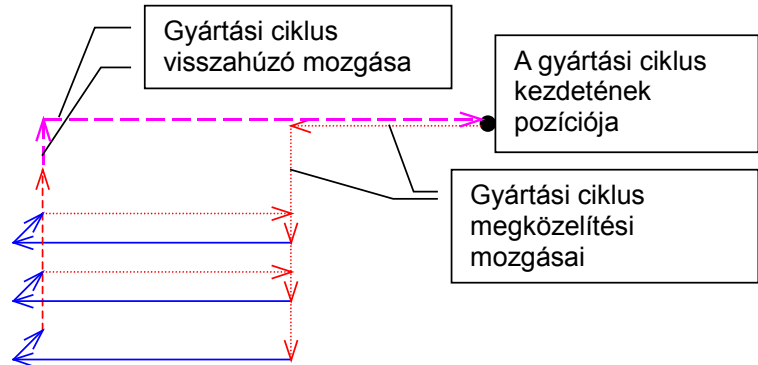 Gyártási ciklus
visszahúzó mozgása
A gyártási ciklus
kezdetének
pozíciója
Gyártási ciklus
megközelítési
mozgásai